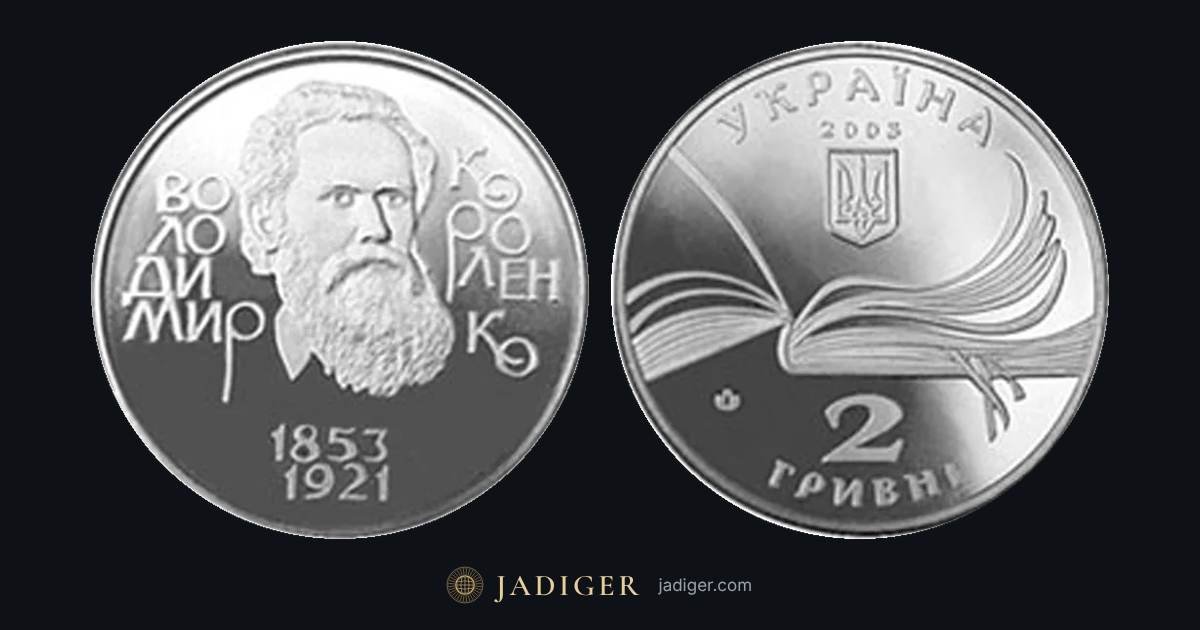 ВО
ЛО
ДИ
МИР
КО
РО
ЛЕН
КО
1853
1921
УКРАЇНА
2003
2
ГРИВНІ
JADIGER jadiger.com